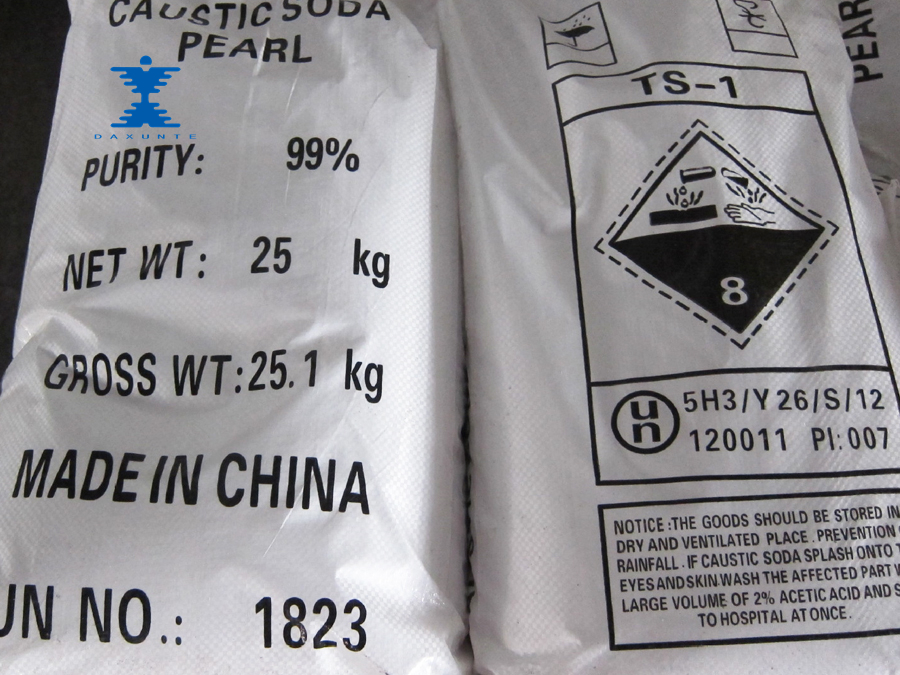 CAUSTIC SODA
PEARL
DAXUNTE
PURITY: 99%
NET WT: 25 kg
GROSS WT: 25.1 kg
MADE IN CHINA
UN NO.: 1823
TS-1
8
un
5H3/Y26/S/12
120011 PI:007
NOTICE:THE GOODS SHOULD BE STORED IN
DRY AND VENTILATED PLACE. PREVENTION
RAINFALL. IF CAUSTIC SODA SPLASH ONTO
EYES AND SKIN.WASH THE AFFECTED PART
LARGE VOLUME OF 2% ACETIC ACID AND
TO HOSPITAL AT ONCE.
PEAR